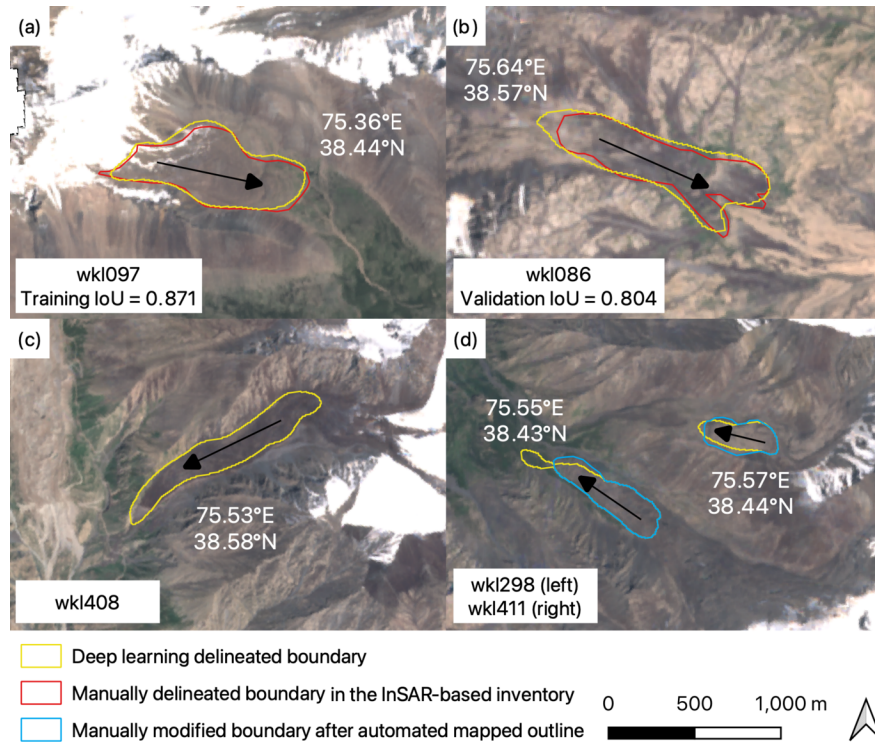 (a)
75.36°E
38.44°N
wkl097
Training IoU = 0.871
(b)
75.64°E
38.57°N
wkl086
Validation IoU = 0.804
(c)
75.53°E
38.58°N
wkl408
(d)
75.55°E
38.43°N
75.57°E
38.44°N
wkl298 (left)
wkl411 (right)
Deep learning delineated boundary
Manually delineated boundary in the InSAR-based inventory
Manually modified boundary after automated mapped outline
0 500 1,000 m